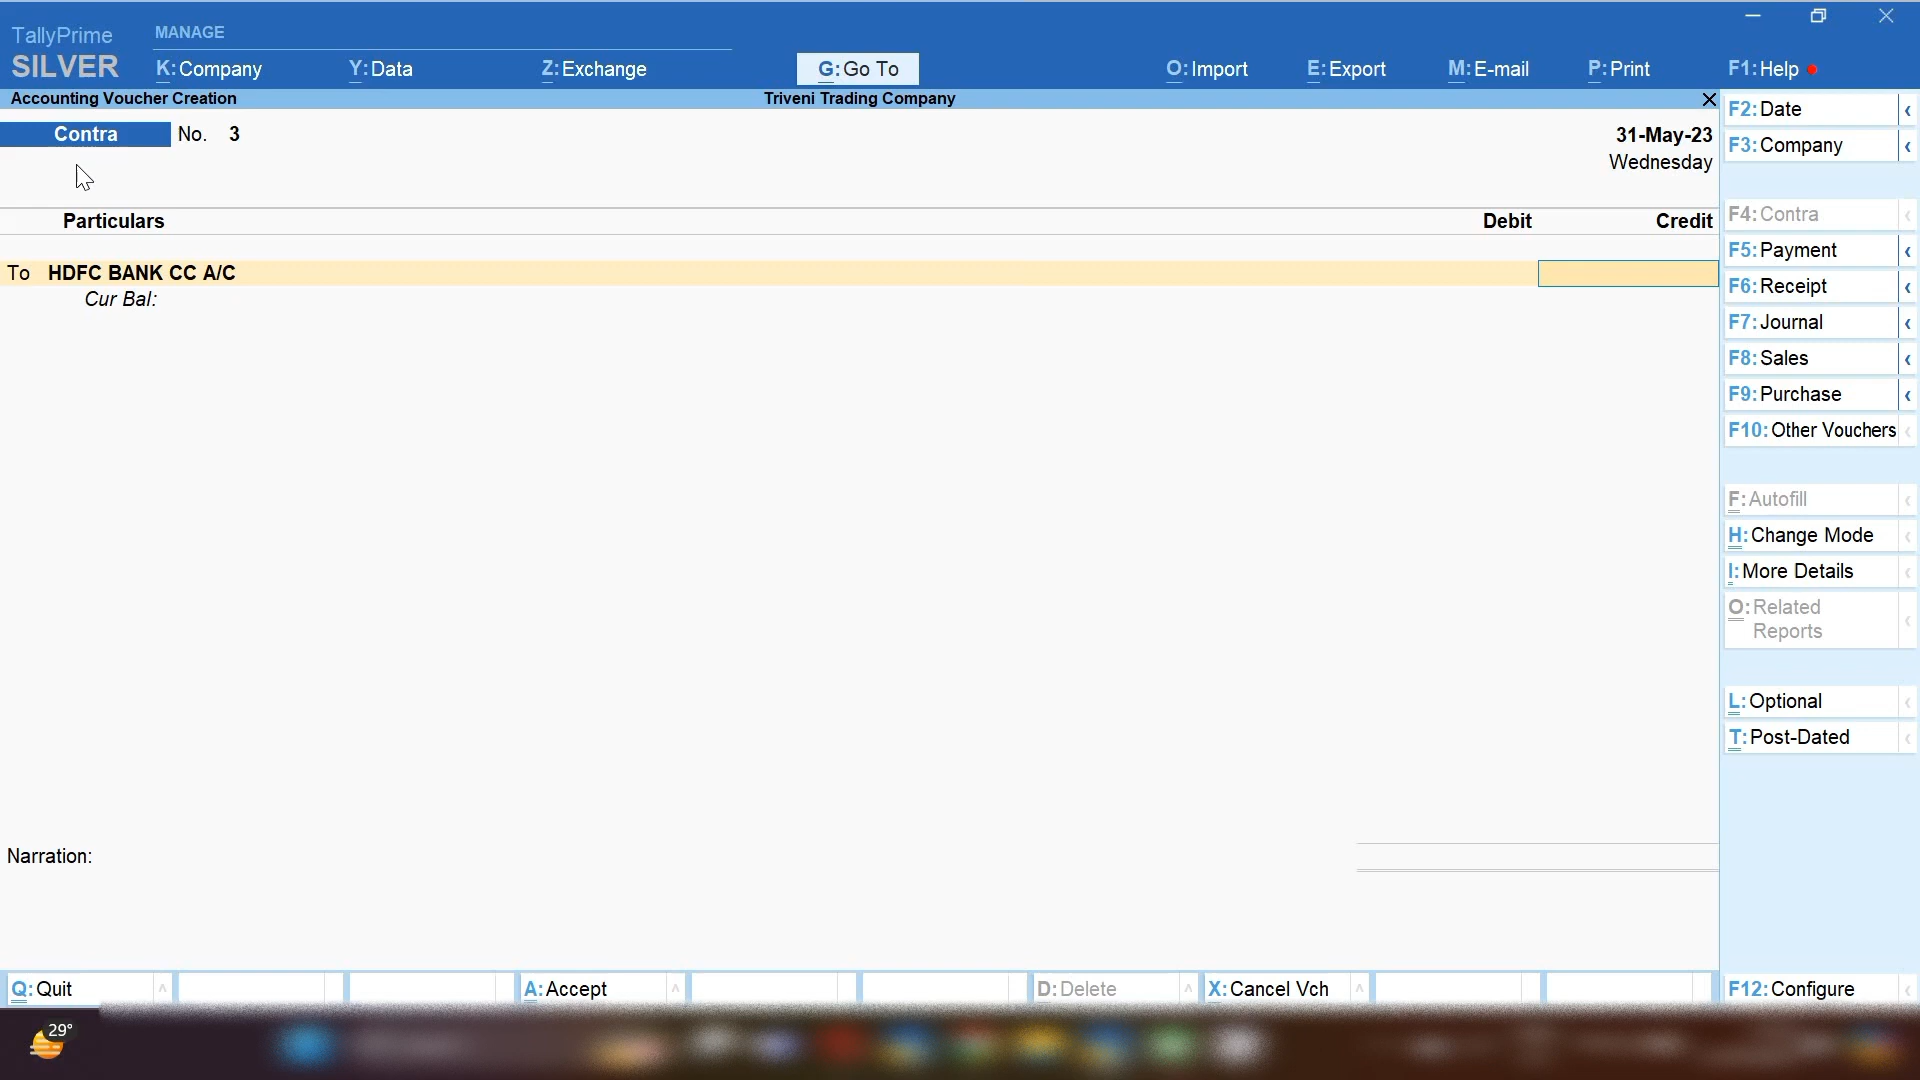 TallyPrime
SILVER
MANAGE
K:Company
Y:Data
Z:Exchange
G:Go To
O:Import
E:Export
M:E-mail
P:Print
F1:Help
Accounting Voucher Creation
Triveni Trading Company
Contra No. 3
31-May-23
Wednesday
Particulars Debit Credit
To HDFC BANK CC A/C
Cur Bal:
Narration:
F2:Date
F3:Company
F4:Contra
F5:Payment
F6:Receipt
F7:Journal
F8:Sales
F9:Purchase
F10:Other Vouchers
F:Autofill
H:Change Mode
I:More Details
O:Related
Reports
L:Optional
T:Post-Dated
Q:Quit
A:Accept
D:Delete
X:Cancel Vch
F12:Configure
29°